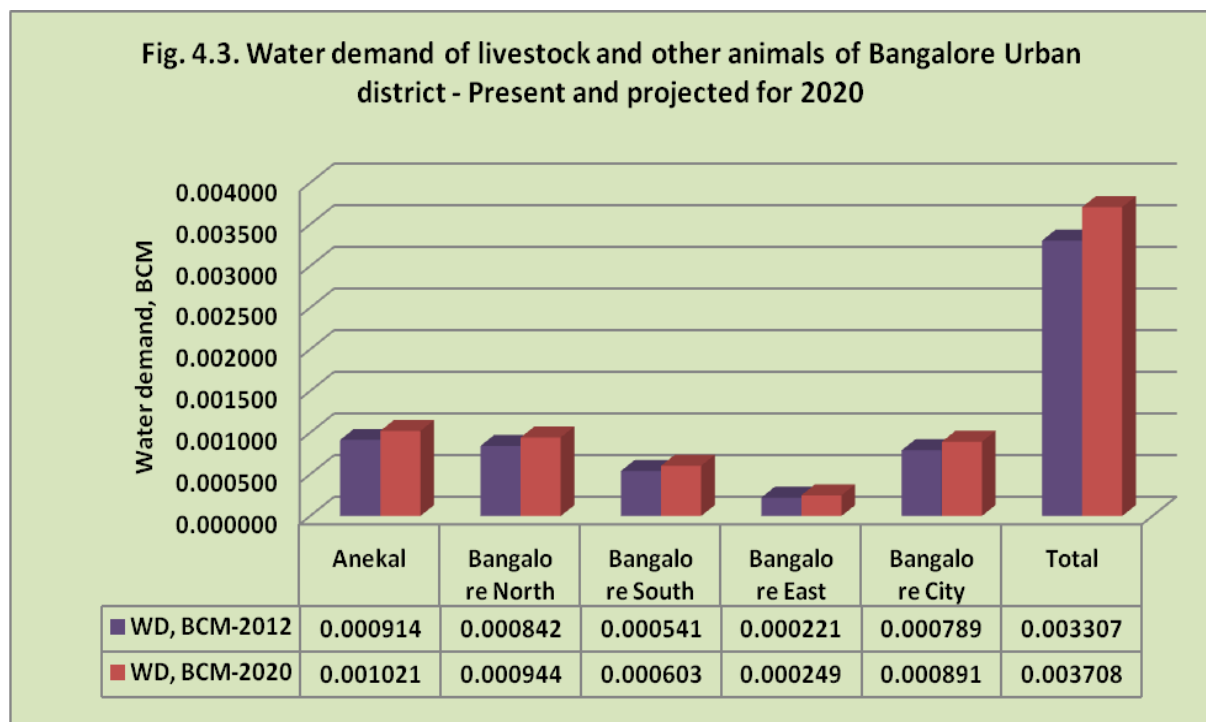 Fig. 4.3. Water demand of livestock and other animals of Bangalore Urban
district - Present and projected for 2020
Water demand, BCM
0.004000
0.003500
0.003000
0.002500
0.002000
0.001500
0.001000
0.000500
0.000000
Anekal Bangalo Bangalo Bangalo Bangalo Total
re North re South re East re City
WD, BCM-2012 0.000914 0.000842 0.000541 0.000221 0.000789 0.003307
WD, BCM-2020 0.001021 0.000944 0.000603 0.000249 0.000891 0.003708